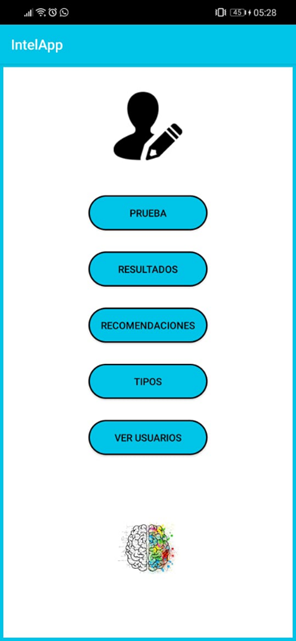 45 05:28
IntelApp
PRUEBA
RESULTADOS
RECOMENDACIONES
TIPOS
VER USUARIOS